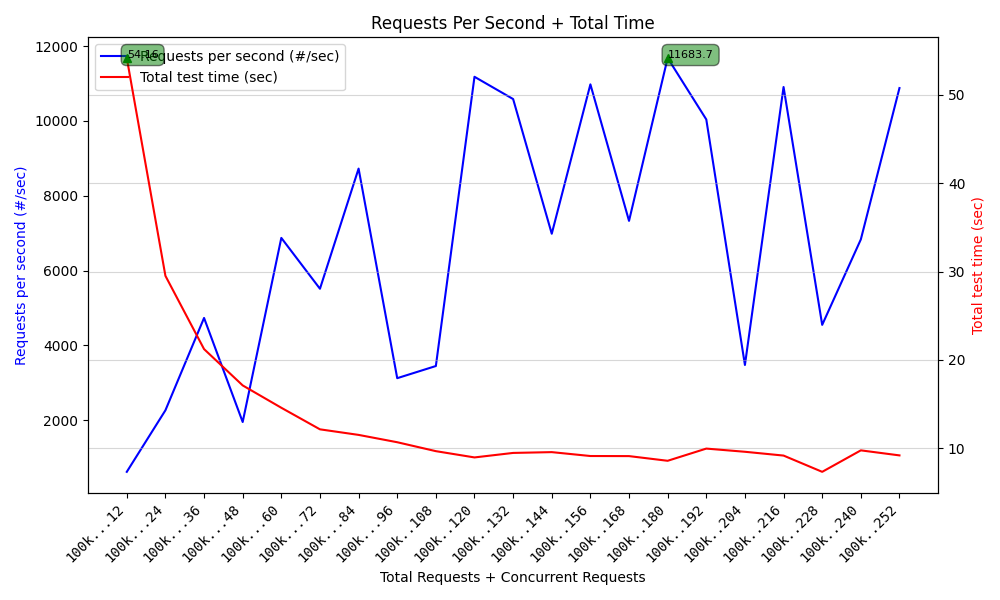 Requests Per Second + Total Time
Requests per second (#/sec)
Total test time (sec)
54.16
11683.7
12000
10000
8000
6000
4000
2000
Requests per second (#/sec)
50
40
30
20
10
Total test time (sec)
100k...12
100k...24
100k...36
100k...48
100k...60
100k...72
100k...84
100k...96
100k..108
100k..120
100k..132
100k..144
100k..156
100k..168
100k..180
100k..192
100k..204
100k..216
100k..228
100k..240
100k..252
Total Requests + Concurrent Requests